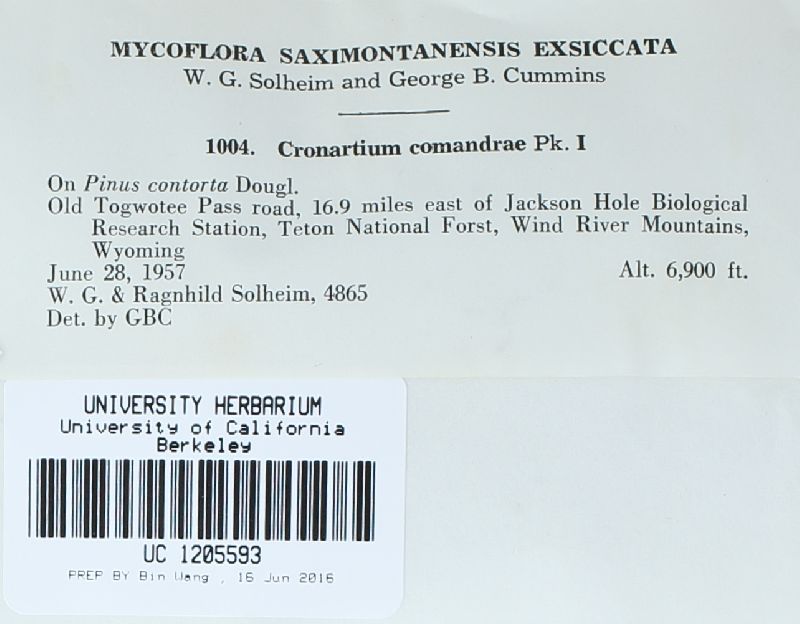 MYCOFLORA SAXIMONTANENSIS EXSICCATA
W. G. Solheim and George B. Cummins
1004. Cronartium comandrae Pk. I
On Pinus contorta Dougl.
Old Togwotee Pass road, 16.9 miles east of Jackson Hole Biological
Research Station, Teton National Forst, Wind River Mountains,
Wyoming
June 28, 1957 Alt. 6,900 ft.
W. G. & Ragnhild Solheim, 4865
Det. by GBC
UNIVERSITY HERBARIUM
University of California
Berkeley
UC 1205593
PREP BY Bin Wang , 16 Jun 2016